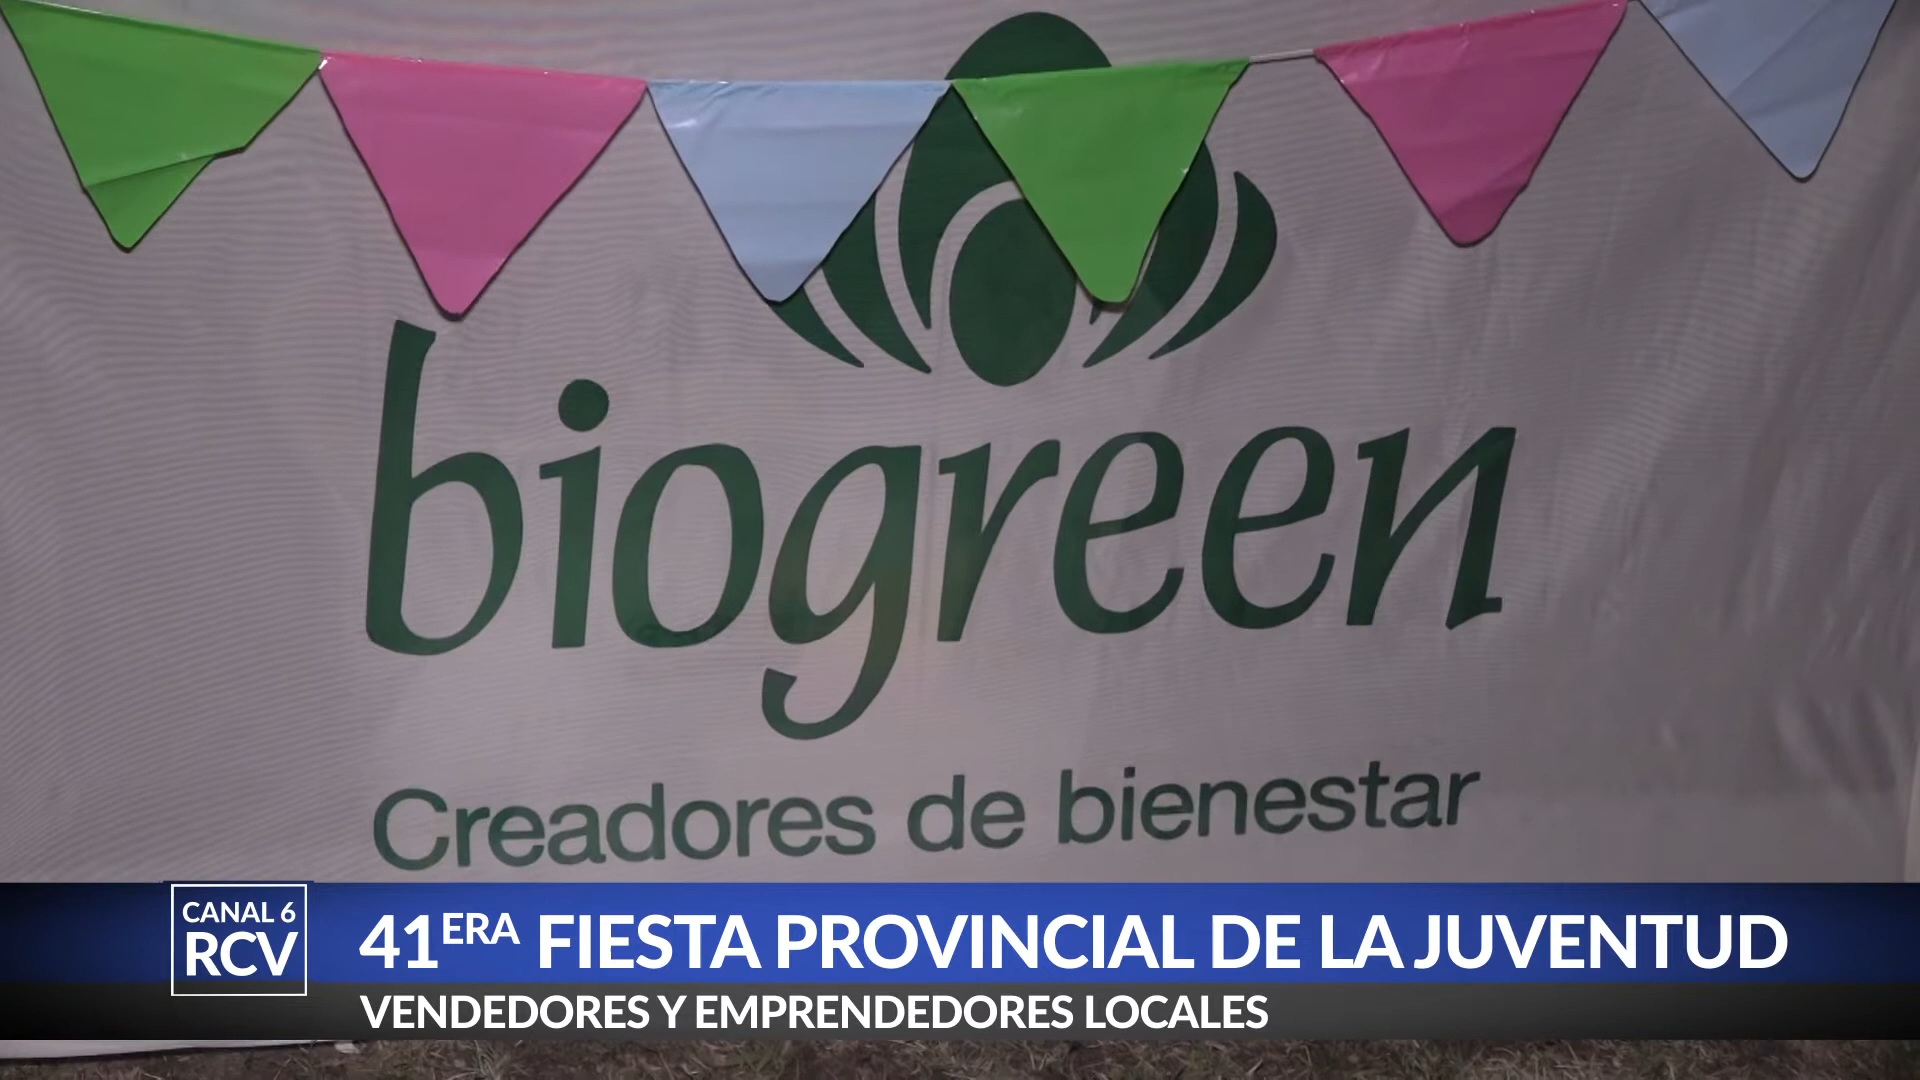 biogreen
Creadores de bienestar
CANAL 6
RCV
41ERA FIESTA PROVINCIAL DE LA JUVENTUD
VENDEDORES Y EMPRENDEDORES LOCALES